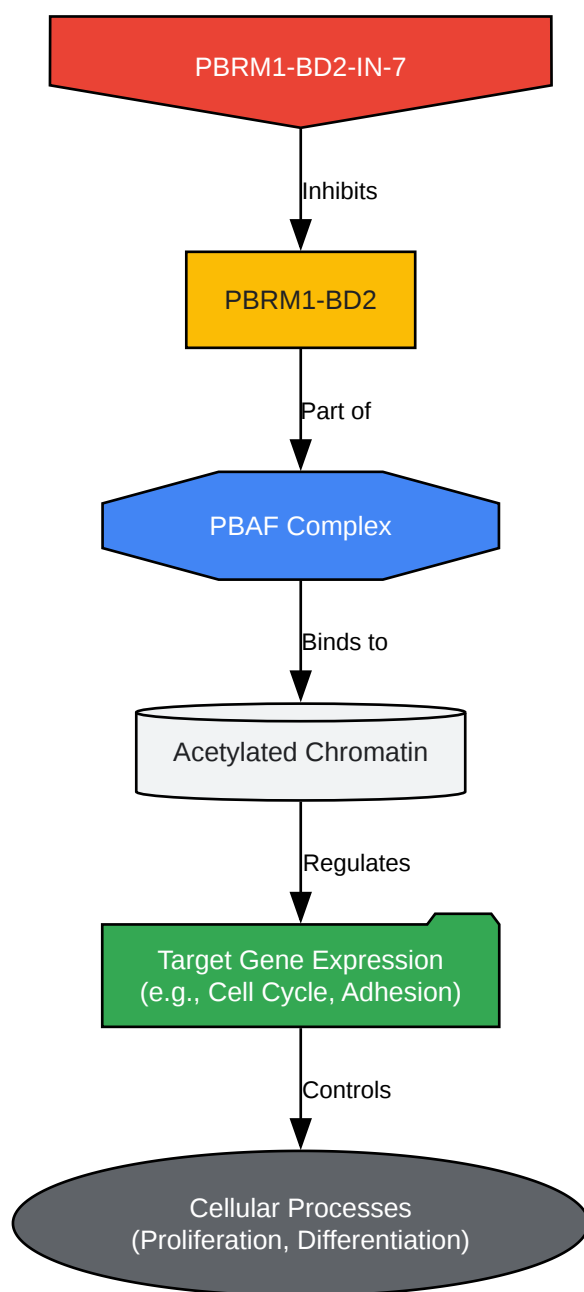 PBRM1-BD2-IN-7
Inhibits
PBRM1-BD2
Part of
PBAF Complex
Binds to
Acetylated Chromatin
Regulates
Target Gene Expression
(e.g., Cell Cycle, Adhesion)
Controls
Cellular Processes
(Proliferation, Differentiation)